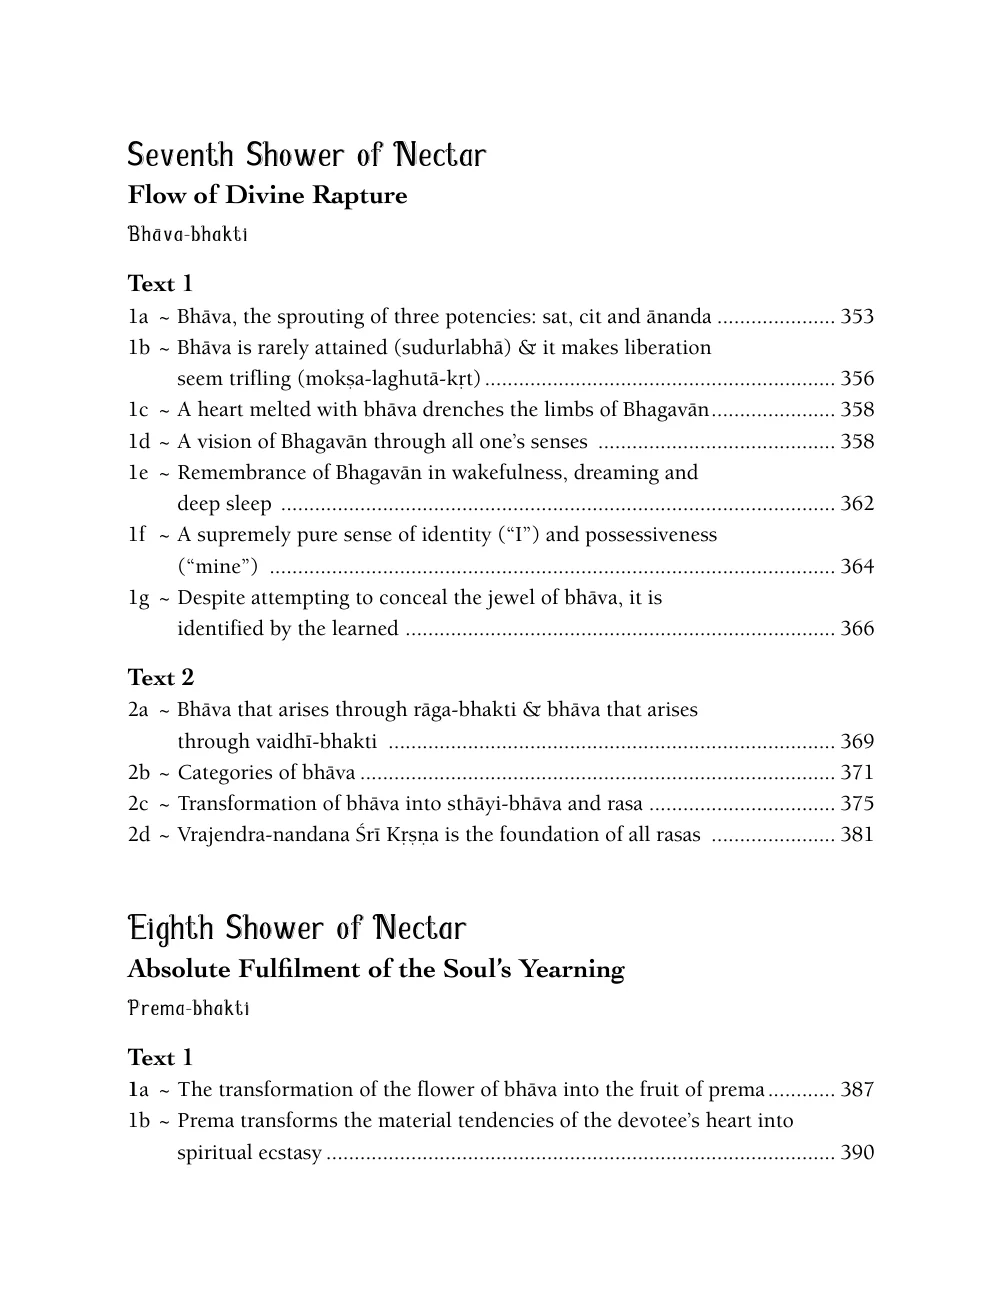 Seventh Shower of Nectar
Flow of Divine Rapture
Bhāva-bhakti
Text 1
1a ~ Bhāva, the sprouting of three potencies: sat, cit and ānanda ..................... 353
1b ~ Bhāva is rarely attained (sudurlabhā) & it makes liberation
seem trifling (mokṣa-laghutā-kṛt) .............................................................. 356
1c ~ A heart melted with bhāva drenches the limbs of Bhagavān...................... 358
1d ~ A vision of Bhagavān through all one’s senses .......................................... 358
1e ~ Remembrance of Bhagavān in wakefulness, dreaming and
deep sleep .................................................................................................. 362
1f ~ A supremely pure sense of identity (“I”) and possessiveness
(“mine”) .................................................................................................... 364
1g ~ Despite attempting to conceal the jewel of bhāva, it is
identified by the learned ............................................................................ 366
Text 2
2a ~ Bhāva that arises through rāga-bhakti & bhāva that arises
through vaidhī-bhakti ............................................................................... 369
2b ~ Categories of bhāva .................................................................................... 371
2c ~ Transformation of bhāva into sthāyi-bhāva and rasa ................................. 375
2d ~ Vrajendra-nandana Śrī Kṛṣṇa is the foundation of all rasas ...................... 381
Eighth Shower of Nectar
Absolute Fulfilment of the Soul’s Yearning
Prema-bhakti
Text 1
1a ~ The transformation of the flower of bhāva into the fruit of prema............ 387
1b ~ Prema transforms the material tendencies of the devotee’s heart into
spiritual ecstasy .......................................................................................... 390